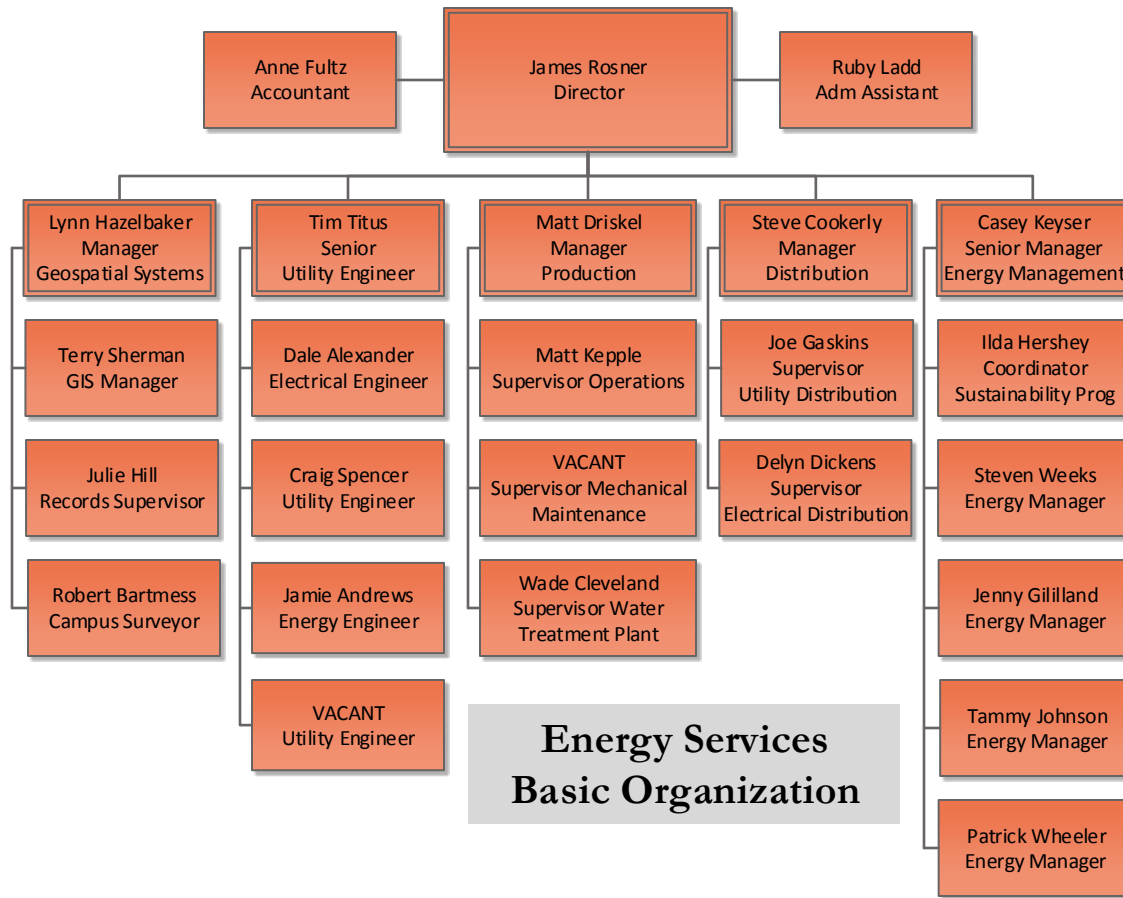 Anne Fultz
Accountant
James Rosner
Director
Ruby Ladd
Adm Assistant
Lynn Hazelbaker
Manager
Geospatial Systems
Tim Titus
Senior
Utility Engineer
Matt Driskel
Manager
Production
Steve Cookerly
Manager
Distribution
Casey Keyser
Senior Manager
Energy Management
Terry Sherman
GIS Manager
Dale Alexander
Electrical Engineer
Matt Kepple
Supervisor Operations
Joe Gaskins
Supervisor
Utility Distribution
Ilda Hershey
Coordinator
Sustainability Prog
Julie Hill
Records Supervisor
Craig Spencer
Utility Engineer
VACANT
Supervisor Mechanical
Maintenance
Delyn Dickens
Supervisor
Electrical Distribution
Steven Weeks
Energy Manager
Robert Bartmess
Campus Surveyor
Jamie Andrews
Energy Engineer
Wade Cleveland
Supervisor Water
Treatment Plant
Jenny Gililland
Energy Manager
VACANT
Utility Engineer
Tammy Johnson
Energy Manager
Energy Services
Basic Organization
Patrick Wheeler
Energy Manager